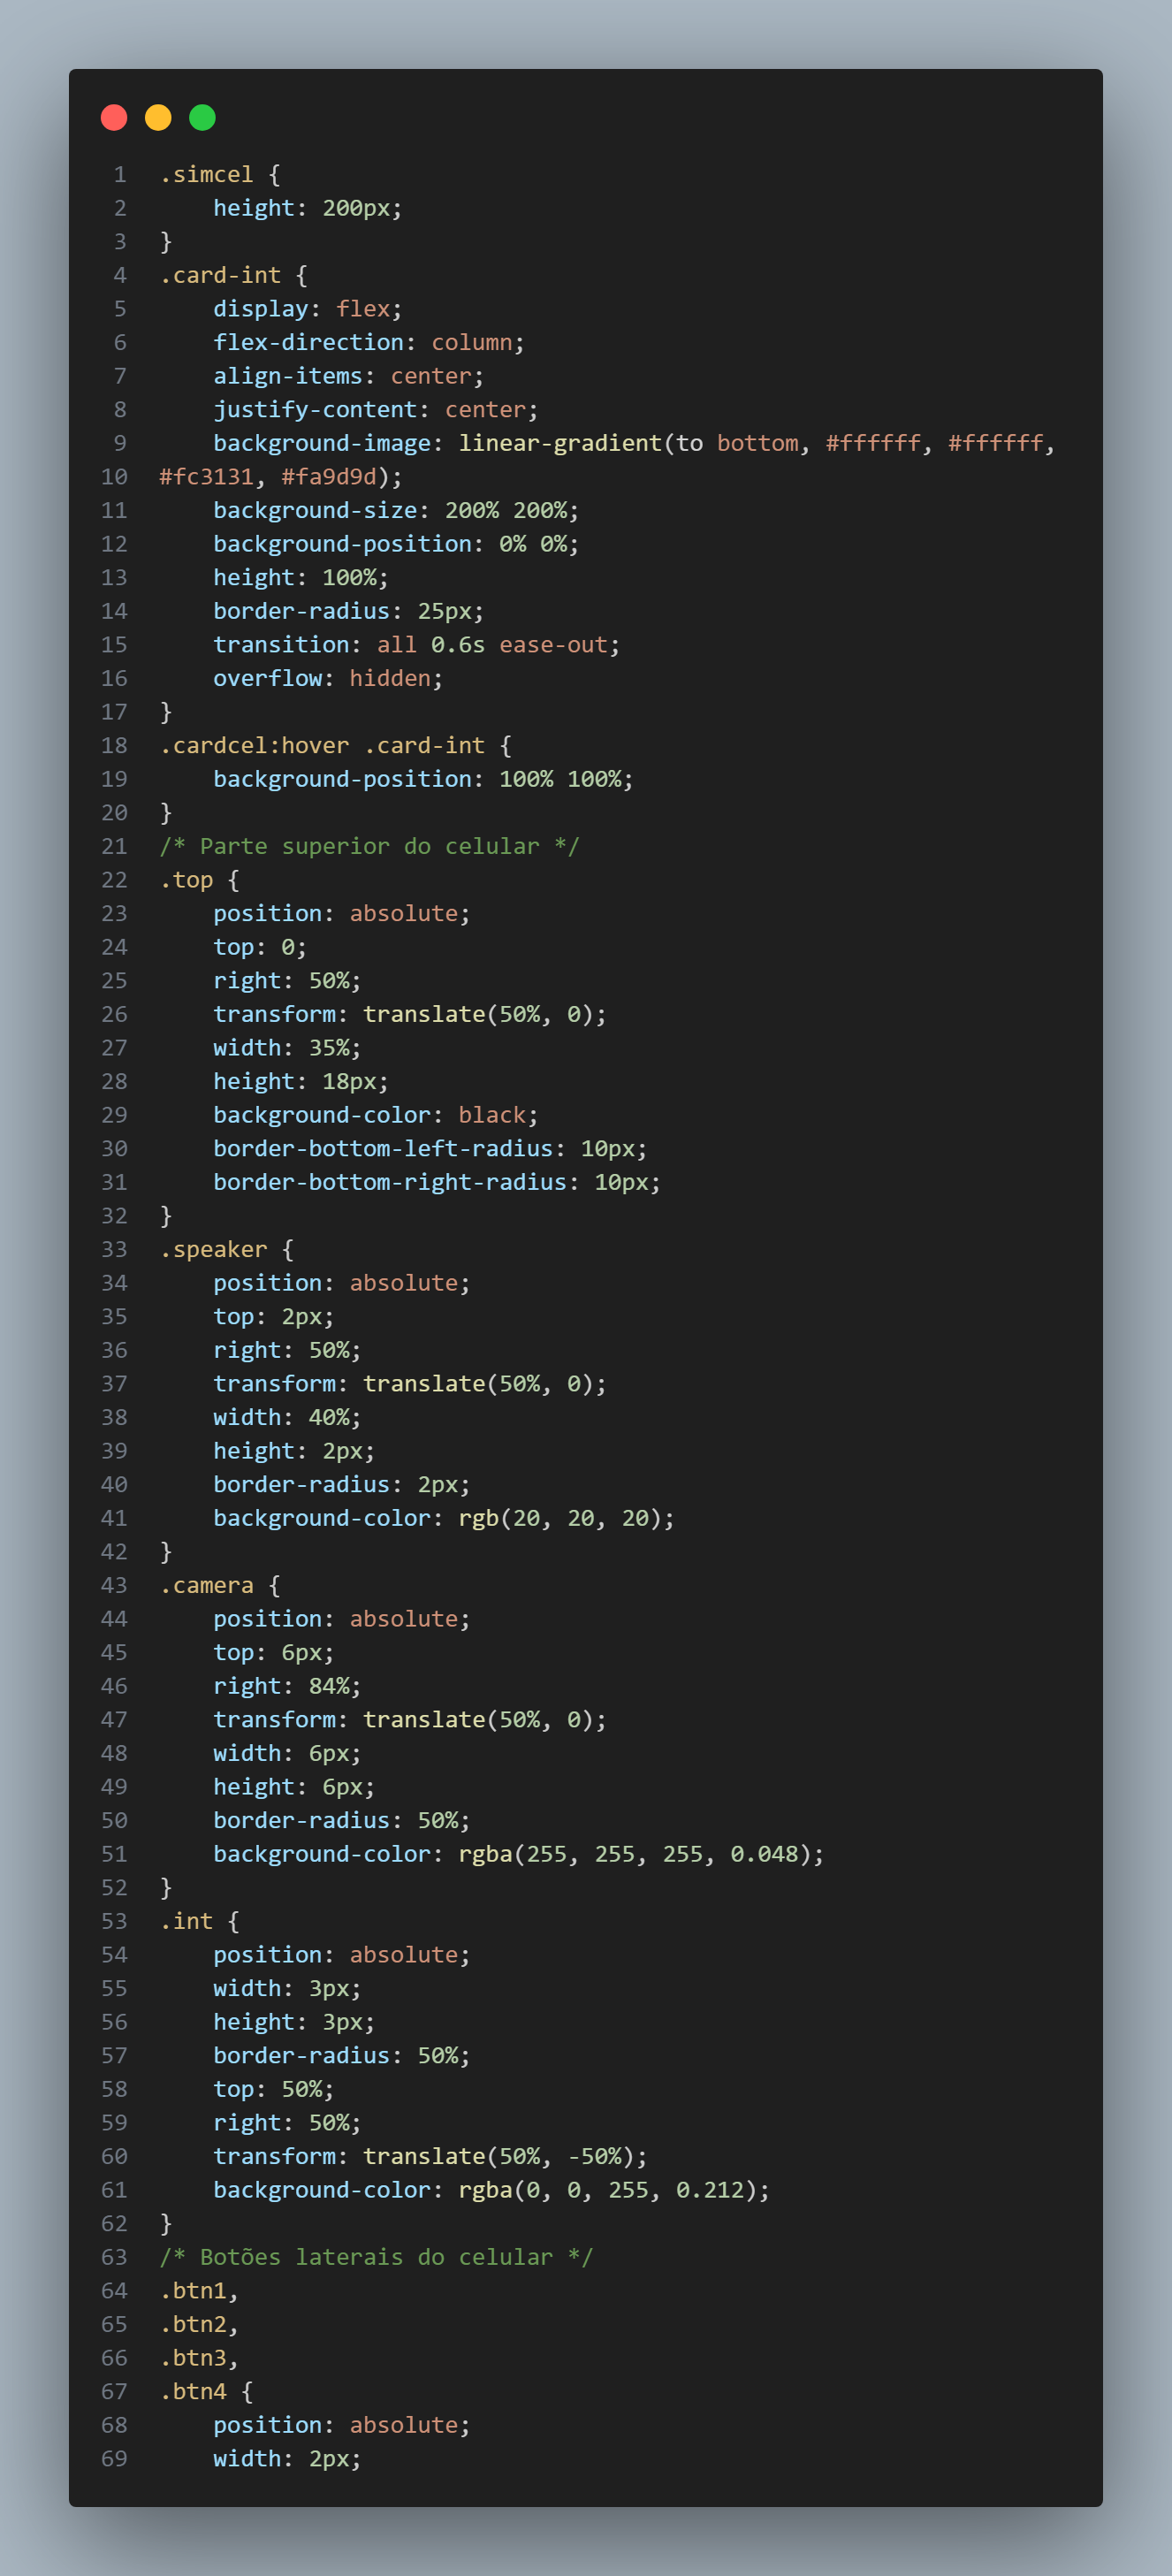 1 .simcel {
2     height: 200px;
3 }
4 .card-int {
5     display: flex;
6     flex-direction: column;
7     align-items: center;
8     justify-content: center;
9     background-image: linear-gradient(to bottom, #ffffff, #ffffff,
10 #fc3131, #fa9d9d);
11     background-size: 200% 200%;
12     background-position: 0% 0%;
13     height: 100%;
14     border-radius: 25px;
15     transition: all 0.6s ease-out;
16     overflow: hidden;
17 }
18 .cardcel:hover .card-int {
19     background-position: 100% 100%;
20 }
21 /* Parte superior do celular */
22 .top {
23     position: absolute;
24     top: 0;
25     right: 50%;
26     transform: translate(50%, 0);
27     width: 35%;
28     height: 18px;
29     background-color: black;
30     border-bottom-left-radius: 10px;
31     border-bottom-right-radius: 10px;
32 }
33 .speaker {
34     position: absolute;
35     top: 2px;
36     right: 50%;
37     transform: translate(50%, 0);
38     width: 40%;
39     height: 2px;
40     border-radius: 2px;
41     background-color: rgb(20, 20, 20);
42 }
43 .camera {
44     position: absolute;
45     top: 6px;
46     right: 84%;
47     transform: translate(50%, 0);
48     width: 6px;
49     height: 6px;
50     border-radius: 50%;
51     background-color: rgba(255, 255, 255, 0.048);
52 }
53 .int {
54     position: absolute;
55     width: 3px;
56     height: 3px;
57     border-radius: 50%;
58     top: 50%;
59     right: 50%;
60     transform: translate(50%, -50%);
61     background-color: rgba(0, 0, 255, 0.212);
62 }
63 /* Botões laterais do celular */
64 .btn1,
65 .btn2,
66 .btn3,
67 .btn4 {
68     position: absolute;
69     width: 2px;